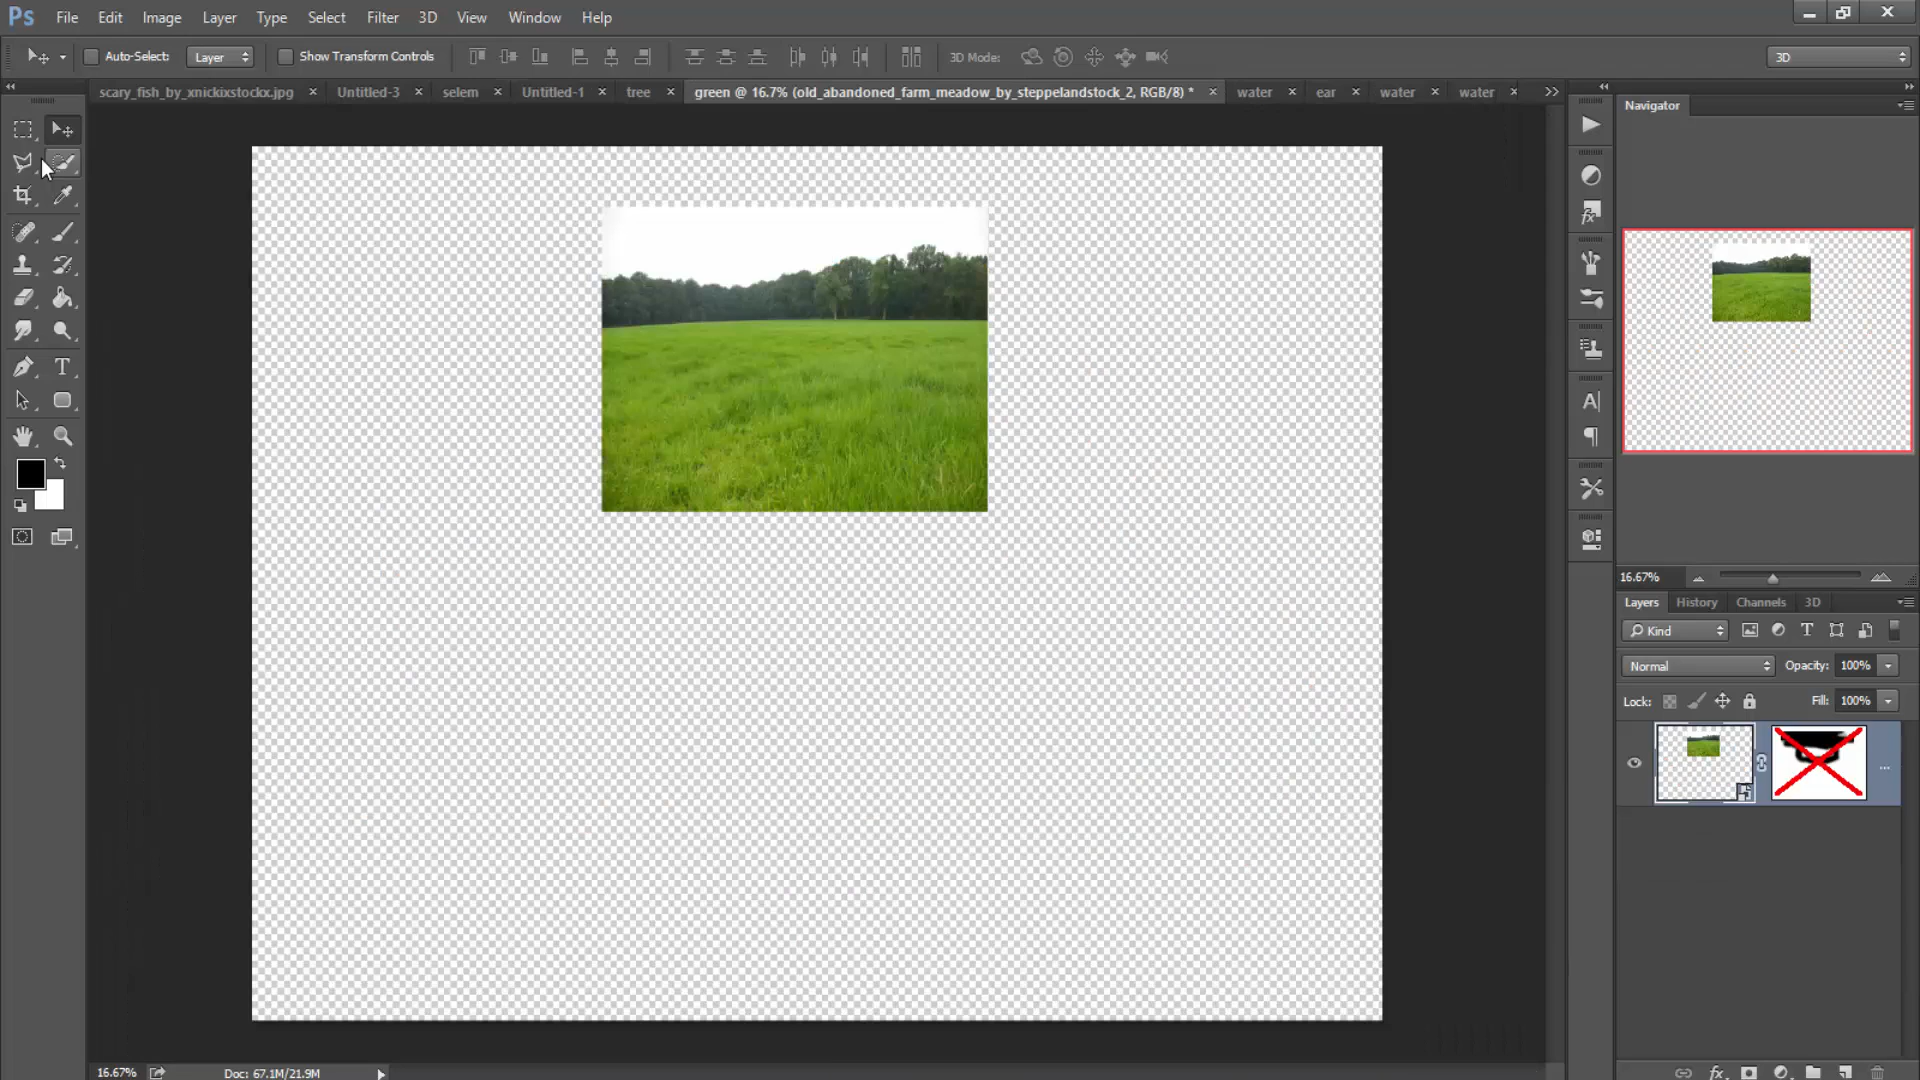 Ps File Edit Image Layer Type Select Filter 3D View Window Help
Auto-Select: Layer Show Transform Controls 3D Mode: 3D
scary_fish_by_xnickixstockx.jpg × Untitled-3 × selem × Untitled-1 × tree × green @ 16.7% (old_abandoned_farm_meadow_by_steppelandstock_2, RGB/8) * × water × ear × water × water ×
Navigator
T
A
16.67%
Layers History Channels 3D
Kind T
Normal Opacity: 100%
Lock: Fill: 100%
...
16.67% Doc: 67.1M/21.9M fx